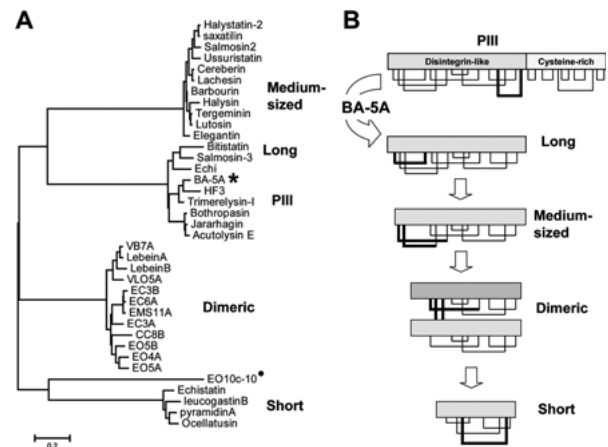 A
Halystatin-2
saxatilin
Salmosin2
Ussuristatin
Cereberin
Lachesin
Barbourin
Halysin
Tergeminin
Lutosin
Elegantin
Medium-
sized
Bitistatin
Salmosin-3
Echi
Long
BA-5A *
HF3
Trimerelysin-I
Bothropasin
Jararhagin
Acutolysin E
PIII
VB7A
LebeinA
LebeinB
VLO5A
EC3B
EC6A
EMS11A
EC3A
CC8B
EO5B
EO4A
EO5A
Dimeric
EO10c-10 •
Echistatin
leucogastinB
pyramidinA
Ocellatusin
Short
0.2
B
PIII
Disintegrin-like
Cysteine-rich
BA-5A
Long
Medium-
sized
Dimeric
Short